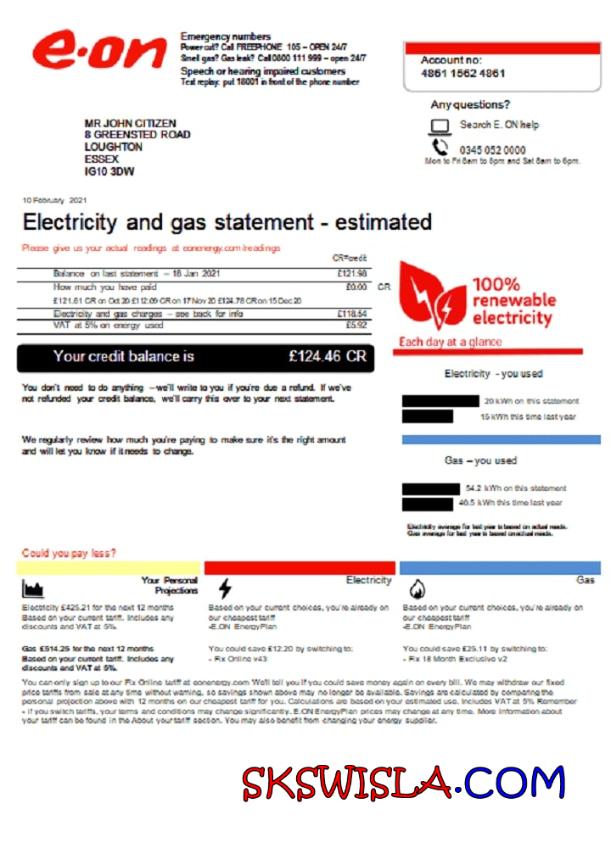 e·on
Emergency numbers
Power cut? Call FREEPHONE 105 – OPEN 24/7
Smell gas? Gas leak? Call 0800 111 999 – open 24/7
Speech or hearing impaired customers
Text replay: put 18001 in front of the phone number
Account no:
4861 1562 4861
Any questions?
Search E. ON help
0345 052 0000
Mon to Fri 8am to 8pm and Sat 8am to 6pm.
MR JOHN CITIZEN
8 GREENSTED ROAD
LOUGHTON
ESSEX
IG10 3DW
10 February 2021
Electricity and gas statement - estimated
Please give us your actual readings at eonenergy.com/readings
CR=credit
Balance on last statement – 18 Jan 2021 £121.98
How much you have paid £0.00 CR
£121.61 CR on Oct 20 £112.09 CR on 17 Nov 20 £124.78 CR on 15 Dec 20
Electricity and gas charges – see back for info £118.54
VAT at 5% on energy used £5.92
Your credit balance is £124.46 CR
You don't need to do anything – we'll write to you if you're due a refund. If we've
not refunded your credit balance, we'll carry this over to your next statement.
We regularly review how much you're paying to make sure it's the right amount
and will let you know if it needs to change.
100%
renewable
electricity
Each day at a glance
Electricity - you used
20 kWh on this statement
15 kWh this time last year
Gas – you used
54.2 kWh on this statement
40.5 kWh this time last year
Electricity average for last year is based on actual reads.
Gas average for last year is based on actual reads.
Could you pay less?
Your Personal
Projections
Electricity £425.21 for the next 12 months
Based on your current tariff. Includes any
discounts and VAT at 5%.
Gas £514.25 for the next 12 months
Based on your current tariff. Includes any
discounts and VAT at 5%.
Electricity
Based on your current choices, you're already on
our cheapest tariff
-E.ON EnergyPlan
You could save £12.20 by switching to:
- Fix Online v43
Gas
Based on your current choices, you're already on
our cheapest tariff
-E.ON EnergyPlan
You could save £25.11 by switching to:
- Fix 18 Month Exclusive v2
You can only sign up to our Fix Online tariff at eonenergy.com We'll tell you if you could save money again on every bill. We may withdraw our fixed
price tariffs from sale at any time without warning, so savings shown above may no longer be available. Savings are calculated by comparing the
personal projection above with 12 months on our cheapest tariff for you. Calculations are based on your estimated use. Includes VAT at 5% Remember
- if you switch tariffs, your terms and conditions may change significantly. E.ON EnergyPlan prices may change at any time. More information about
your tariff can be found in the About your tariff section. You may also benefit from changing your energy supplier.
SKSWISLA.COM